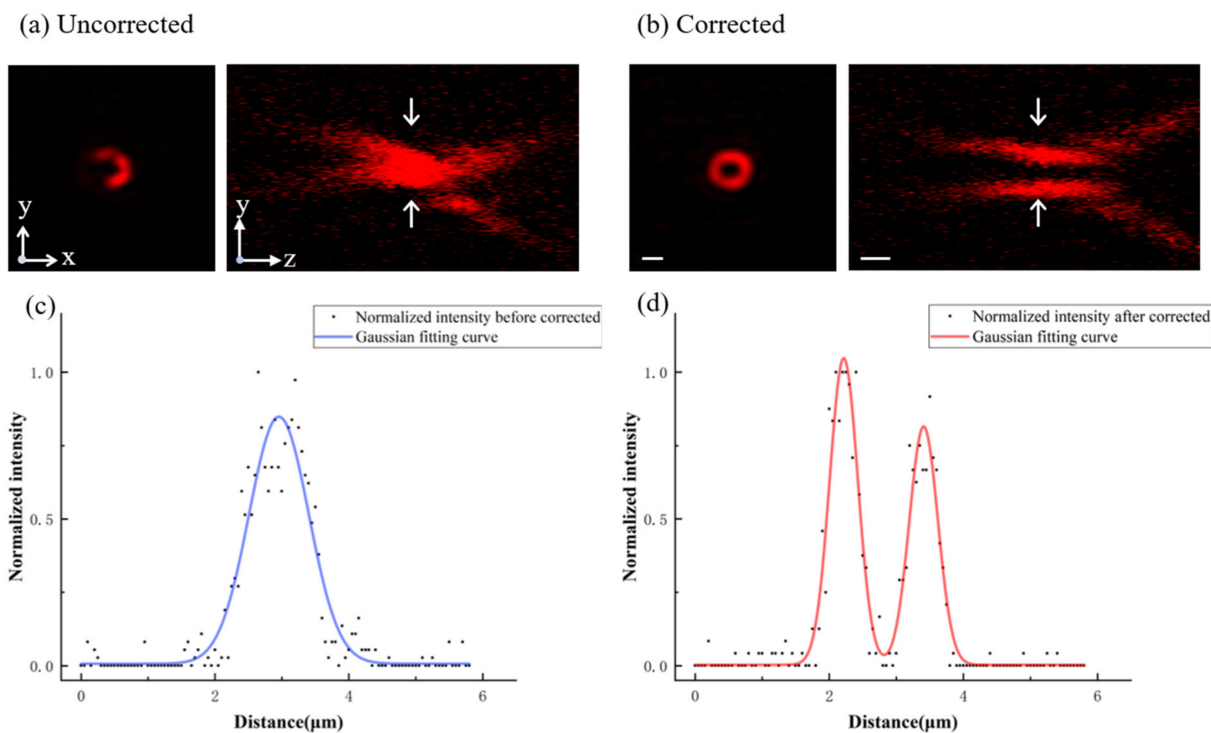 (a) Uncorrected
(b) Corrected
y
x
y
z
(c)
Normalized intensity before corrected
Gaussian fitting curve
1.0
0.5
0.0
Normalized intensity
0
2
4
6
Distance(μm)
(d)
Normalized intensity after corrected
Gaussian fitting curve
1.0
0.5
0.0
Normalized intensity
0
2
4
6
Distance(μm)